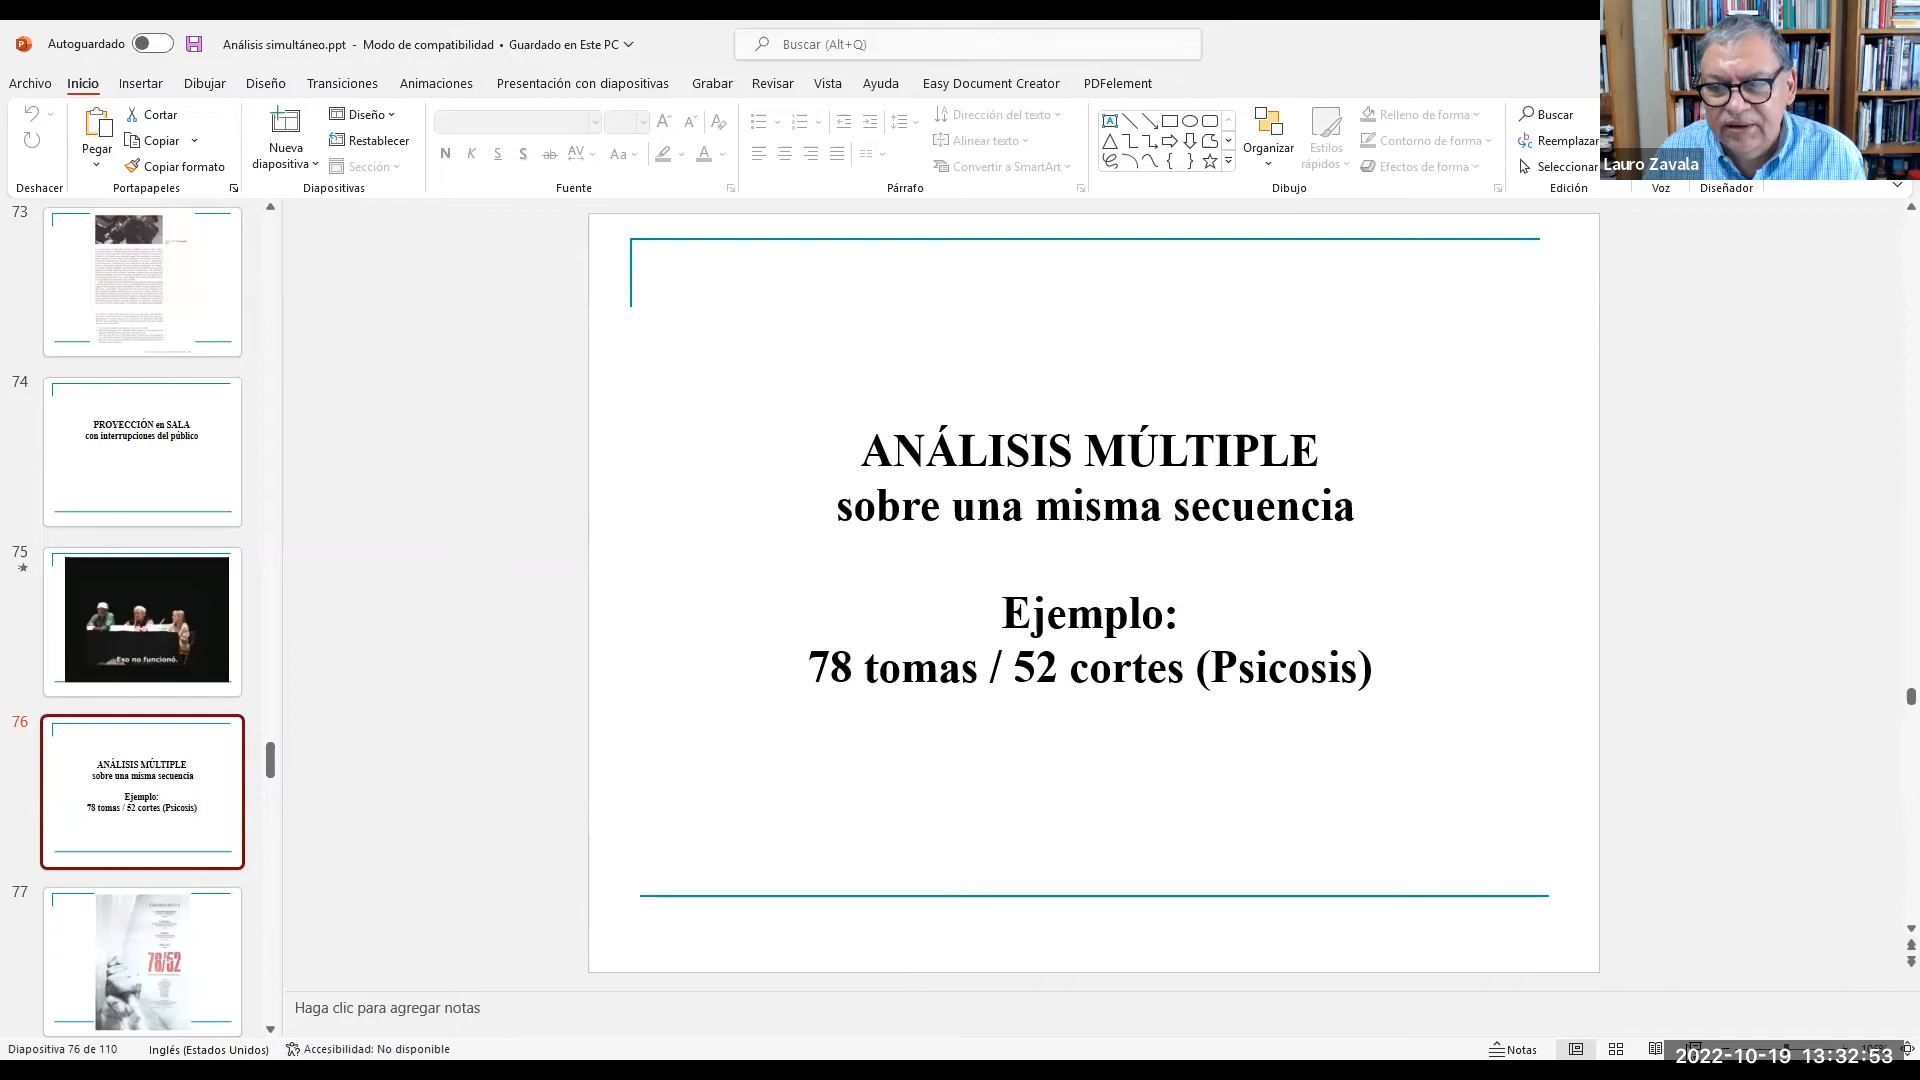 Autoguardado
Análisis simultáneo.ppt - Modo de compatibilidad • Guardado en Este PC
Buscar (Alt+Q)
Archivo Inicio Insertar Dibujar Diseño Transiciones Animaciones Presentación con diapositivas Grabar Revisar Vista Ayuda Easy Document Creator PDFelement
Pegar
Cortar
Copiar
Copiar formato
Nueva
diapositiva
Diseño
Restablecer
Sección
N K S S ab AV Aa A
Dirección del texto
Alinear texto
Convertir a SmartArt
Organizar
Estilos
rápidos
Relleno de forma
Contorno de forma
Efectos de forma
Buscar
Reemplazar
Seleccionar
Deshacer Portapapeles Diapositivas Fuente Párrafo Dibujo Edición Voz Diseñador
Lauro Zavala
73
74
PROYECCIÓN en SALA
con interrupciones del público
75
Eso no funcionó.
76
ANÁLISIS MÚLTIPLE
sobre una misma secuencia
Ejemplo:
78 tomas / 52 cortes (Psicosis)
77
78/52
ANÁLISIS MÚLTIPLE
sobre una misma secuencia
Ejemplo:
78 tomas / 52 cortes (Psicosis)
Haga clic para agregar notas
Diapositiva 76 de 110 Inglés (Estados Unidos) Accesibilidad: No disponible Notas
2022-10-19 13:32:53